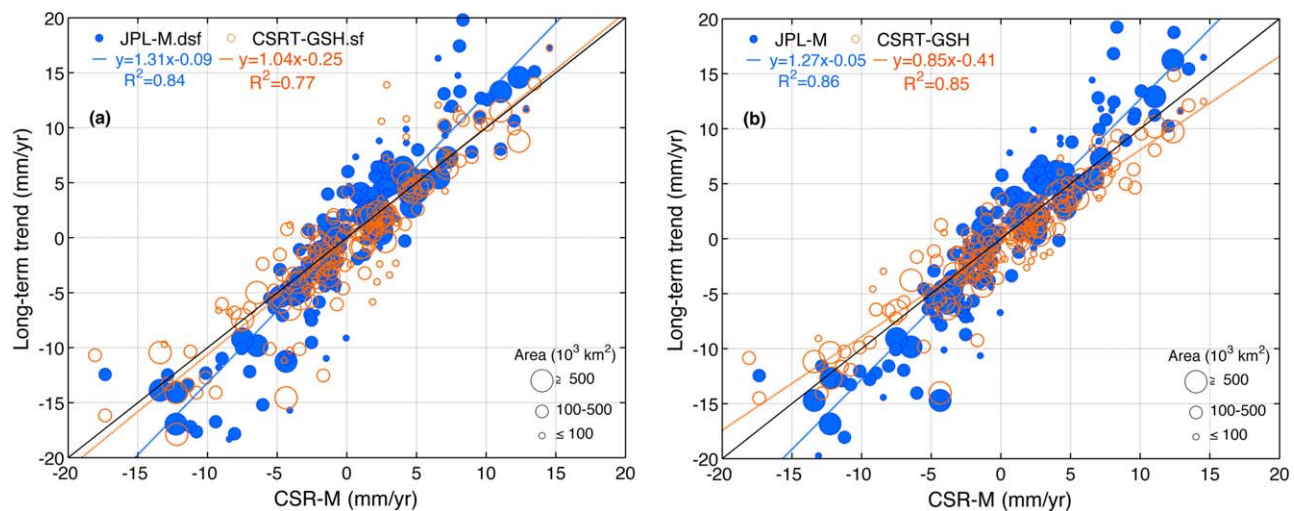 JPL-M.dsf CSRT-GSH.sf
y=1.31x-0.09 y=1.04x-0.25
R²=0.84 R²=0.77
(a)
Long-term trend (mm/yr)
20
15
10
5
0
-5
-10
-15
-20
Area (10³ km²)
≥ 500
100-500
≤ 100
-20 -15 -10 -5 0 5 10 15 20
CSR-M (mm/yr)
JPL-M CSRT-GSH
y=1.27x-0.05 y=0.85x-0.41
R²=0.86 R²=0.85
(b)
Long-term trend (mm/yr)
20
15
10
5
0
-5
-10
-15
-20
Area (10³ km²)
≥ 500
100-500
≤ 100
-20 -15 -10 -5 0 5 10 15 20
CSR-M (mm/yr)